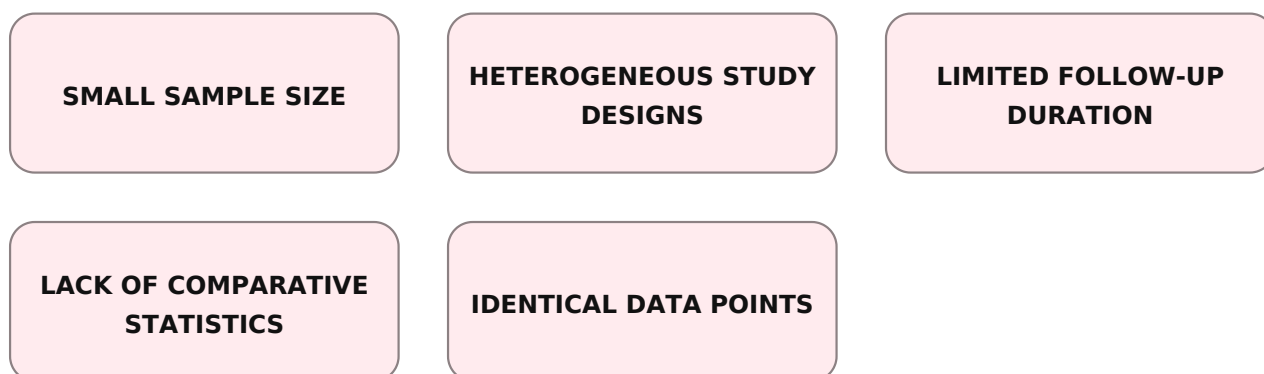 SMALL SAMPLE SIZE
HETEROGENEOUS STUDY
DESIGNS
LIMITED FOLLOW-UP
DURATION
LACK OF COMPARATIVE
STATISTICS
IDENTICAL DATA POINTS